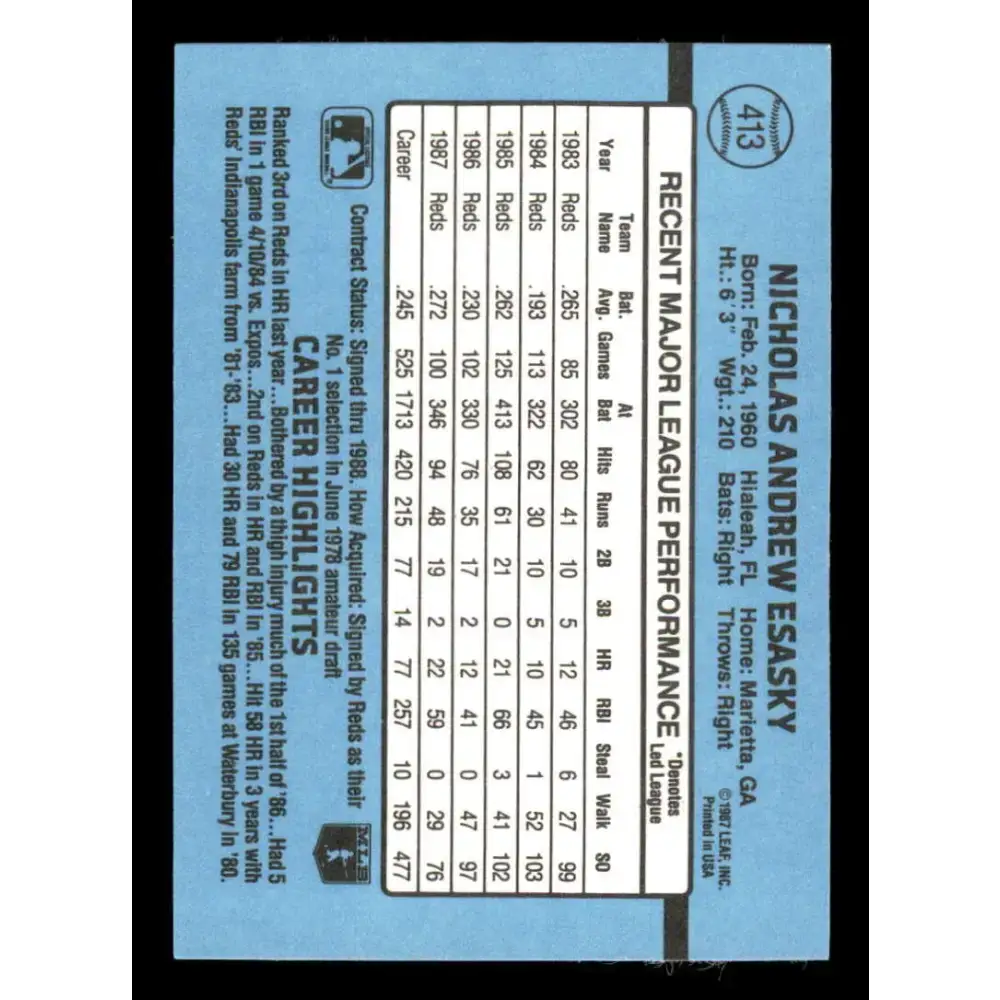 413
NICHOLAS ANDREW ESASKY
Born: Feb. 24, 1960 Hialeah, FL Home: Marietta, GA
Ht.: 6'3" Wgt.: 210 Bats: Right Throws: Right
©1987 LEAF, INC.
Printed in USA
RECENT MAJOR LEAGUE PERFORMANCE
*Denotes
Led League
Year Team Name Bat. Avg. Games At Bat Hits Runs 2B 3B HR RBI Steal Walk SO
1983 Reds .265 85 302 80 41 10 5 12 46 6 27 99
1984 Reds .193 113 322 62 30 10 5 10 45 1 52 103
1985 Reds .262 125 413 108 61 21 0 21 66 3 41 102
1986 Reds .230 102 330 76 35 17 2 12 41 0 47 97
1987 Reds .272 100 346 94 48 19 2 22 59 0 29 76
Career .245 525 1713 420 215 77 14 77 257 10 196 477
Contract Status: Signed thru 1988. How Acquired: Signed by Reds as their
No. 1 selection in June 1978 amateur draft
MLB
CAREER HIGHLIGHTS
Ranked 3rd on Reds in HR last year...Bothered by a thigh injury much of the 1st half of '86...Had 5
RBI in 1 game 4/10/84 vs. Expos...2nd on Reds in HR and RBI in '85...Hit 58 HR in 3 years with
Reds' Indianapolis farm from '81-'83...Had 30 HR and 79 RBI in 135 games at Waterbury in '80.